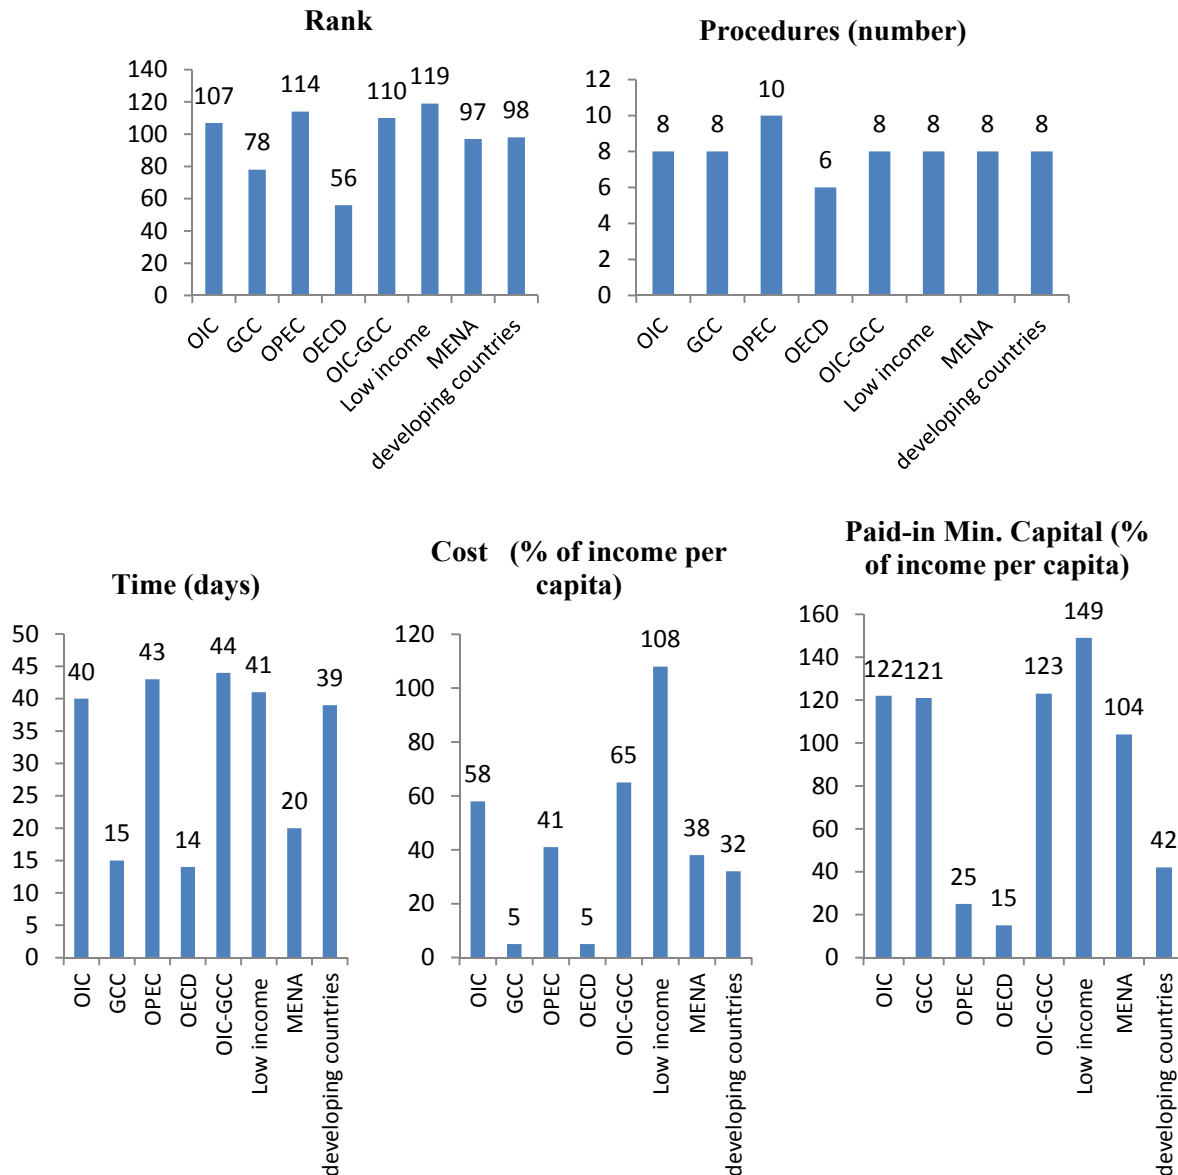 Rank
140
120
100
80
60
40
20
0
107
78
114
56
110
119
97
98
OIC
GCC
OPEC
OECD
OIC-GCC
Low income
MENA
developing countries
Procedures (number)
12
10
8
6
4
2
0
8
8
10
6
8
8
8
8
OIC
GCC
OPEC
OECD
OIC-GCC
Low income
MENA
developing countries
Time (days)
50
45
40
35
30
25
20
15
10
5
0
40
15
43
14
44
41
20
39
OIC
GCC
OPEC
OECD
OIC-GCC
Low income
MENA
developing countries
Cost (% of income per
capita)
120
100
80
60
40
20
0
58
5
41
5
65
108
38
32
OIC
GCC
OPEC
OECD
OIC-GCC
Low income
MENA
developing countries
Paid-in Min. Capital (%
of income per capita)
160
140
120
100
80
60
40
20
0
122
121
25
15
123
149
104
42
OIC
GCC
OPEC
OECD
OIC-GCC
Low income
MENA
developing countries